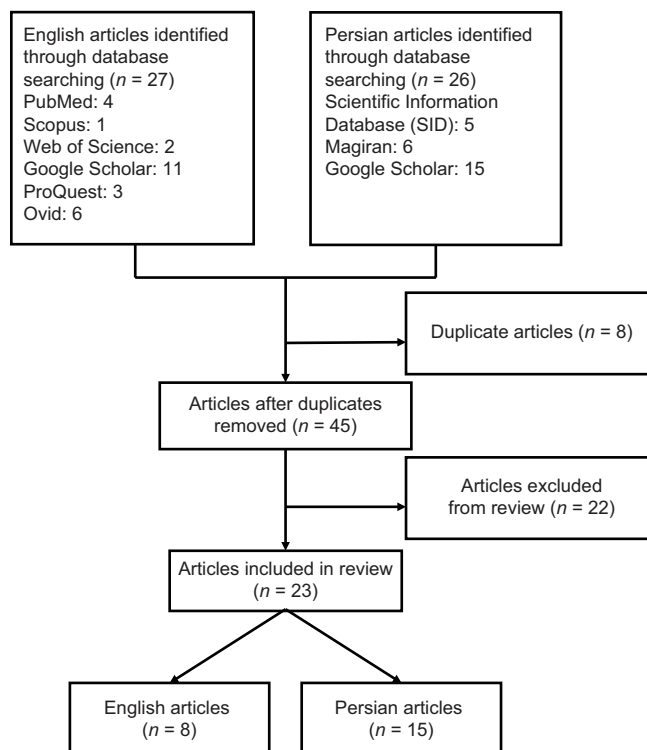 English articles identified
through database
searching (n = 27)
PubMed: 4
Scopus: 1
Web of Science: 2
Google Scholar: 11
ProQuest: 3
Ovid: 6
Persian articles identified
through database
searching (n = 26)
Scientific Information
Database (SID): 5
Magiran: 6
Google Scholar: 15
Duplicate articles (n = 8)
Articles after duplicates
removed (n = 45)
Articles excluded
from review (n = 22)
Articles included in review
(n = 23)
English articles
(n = 8)
Persian articles
(n = 15)